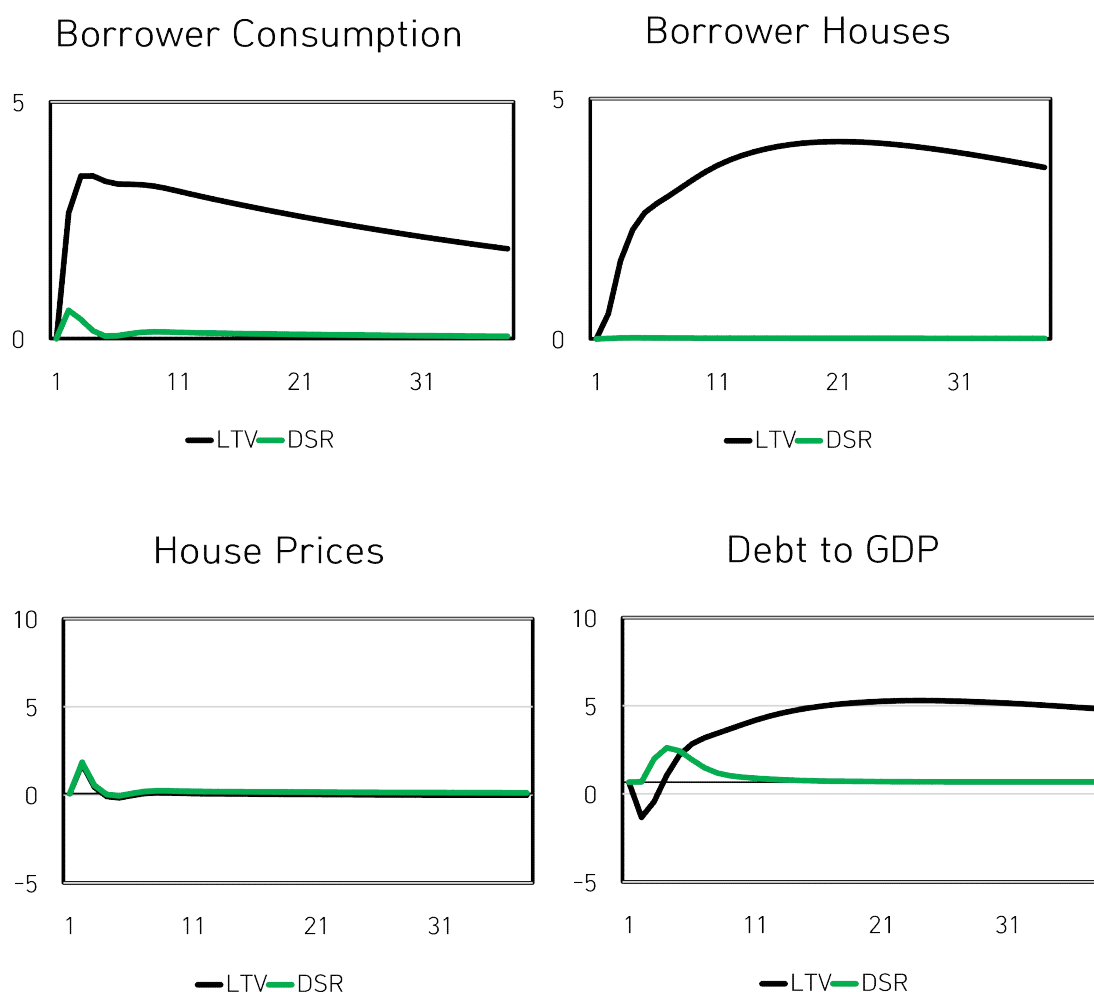 Borrower Consumption
5
0
1 11 21 31
LTV DSR
Borrower Houses
5
0
1 11 21 31
LTV DSR
House Prices
10
5
0
−5
1 11 21 31
LTV DSR
Debt to GDP
10
5
0
−5
1 11 21 31
LTV DSR